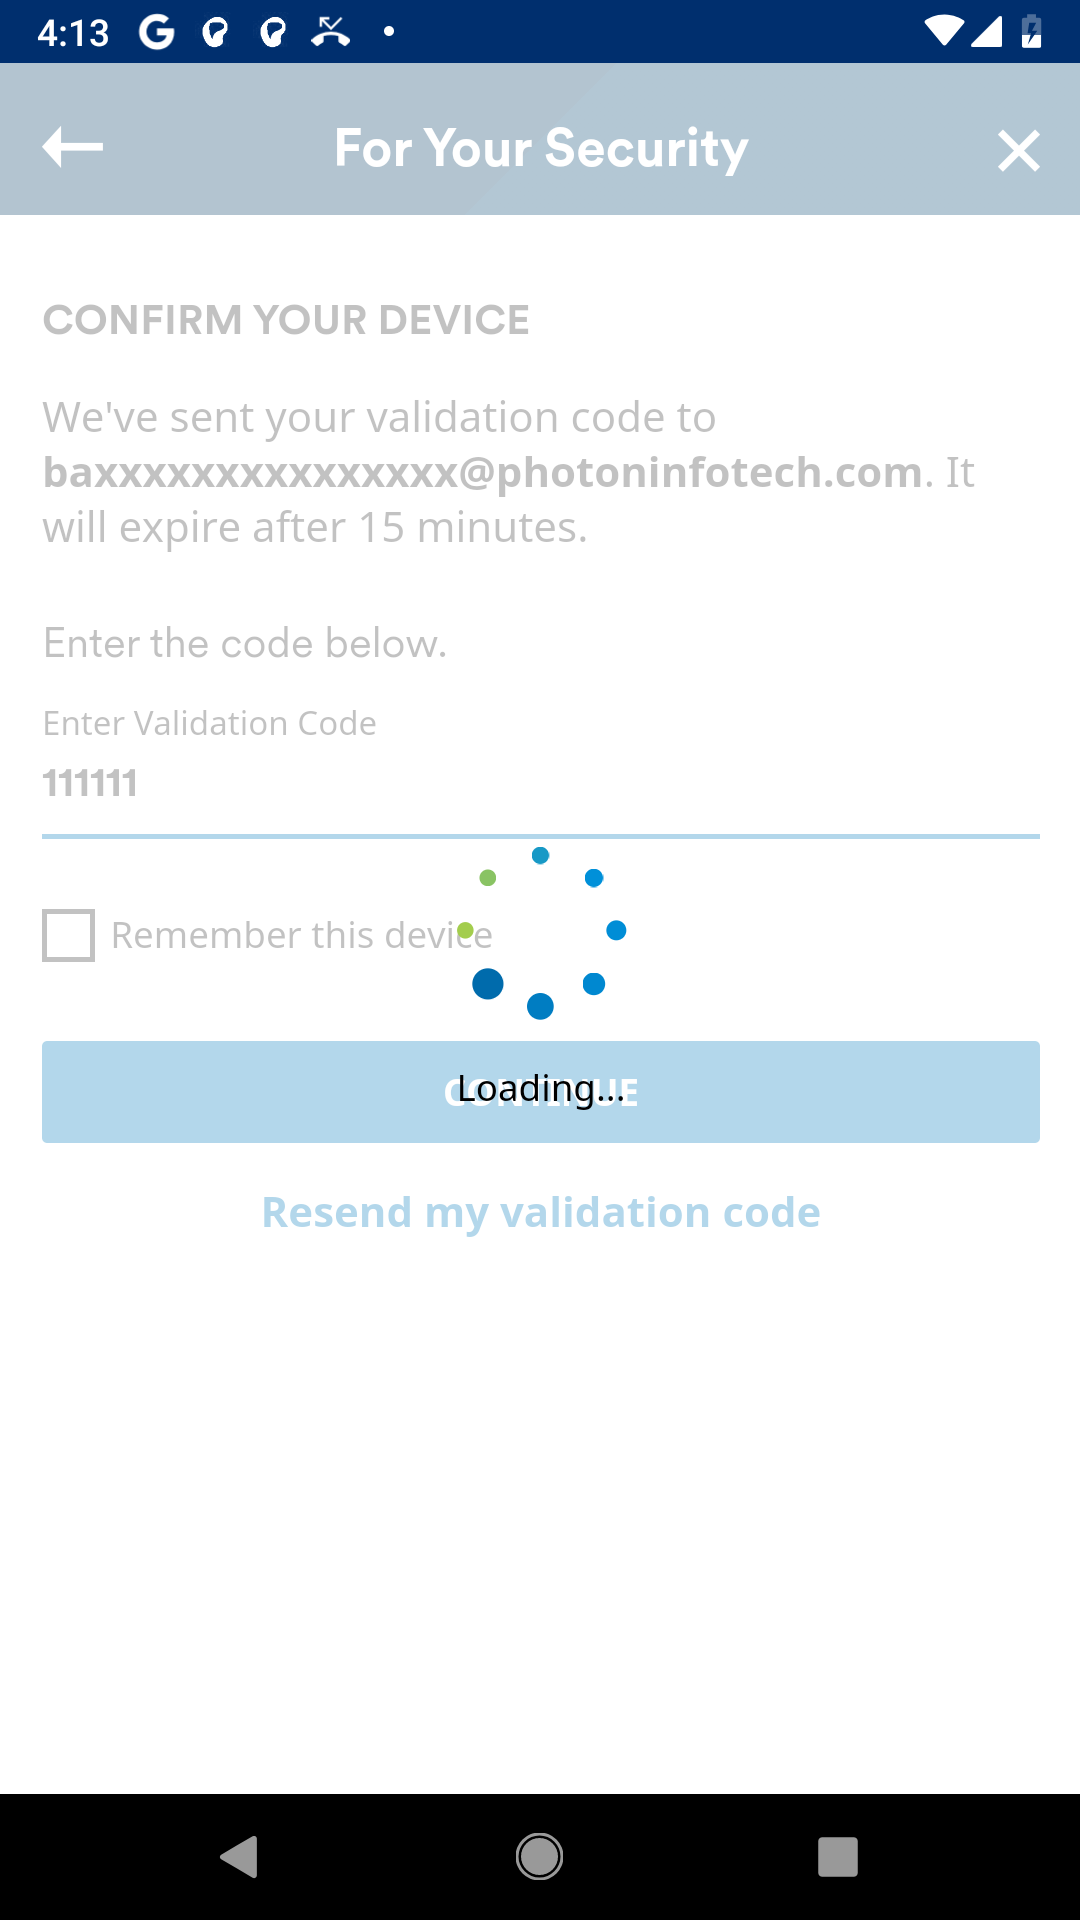 4:13
For Your Security
CONFIRM YOUR DEVICE
We've sent your validation code to
baxxxxxxxxxxxxxxx@photoninfotech.com. It
will expire after 15 minutes.
Enter the code below.
Enter Validation Code
111111
Remember this device
CONTINUE
Loading...
Resend my validation code